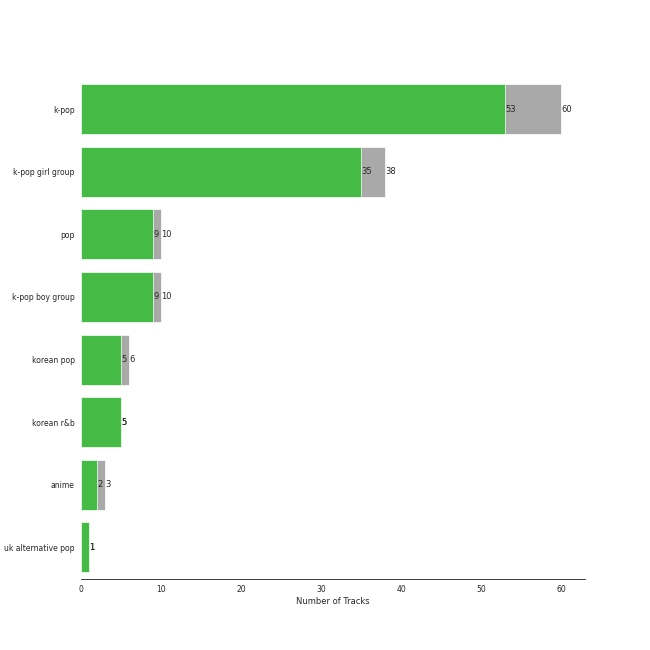 k-pop 53 60
k-pop girl group 35 38
pop 9 10
k-pop boy group 9 10
korean pop 5 6
korean r&b 5
anime 2 3
uk alternative pop 1
0 10 20 30 40 50 60
Number of Tracks